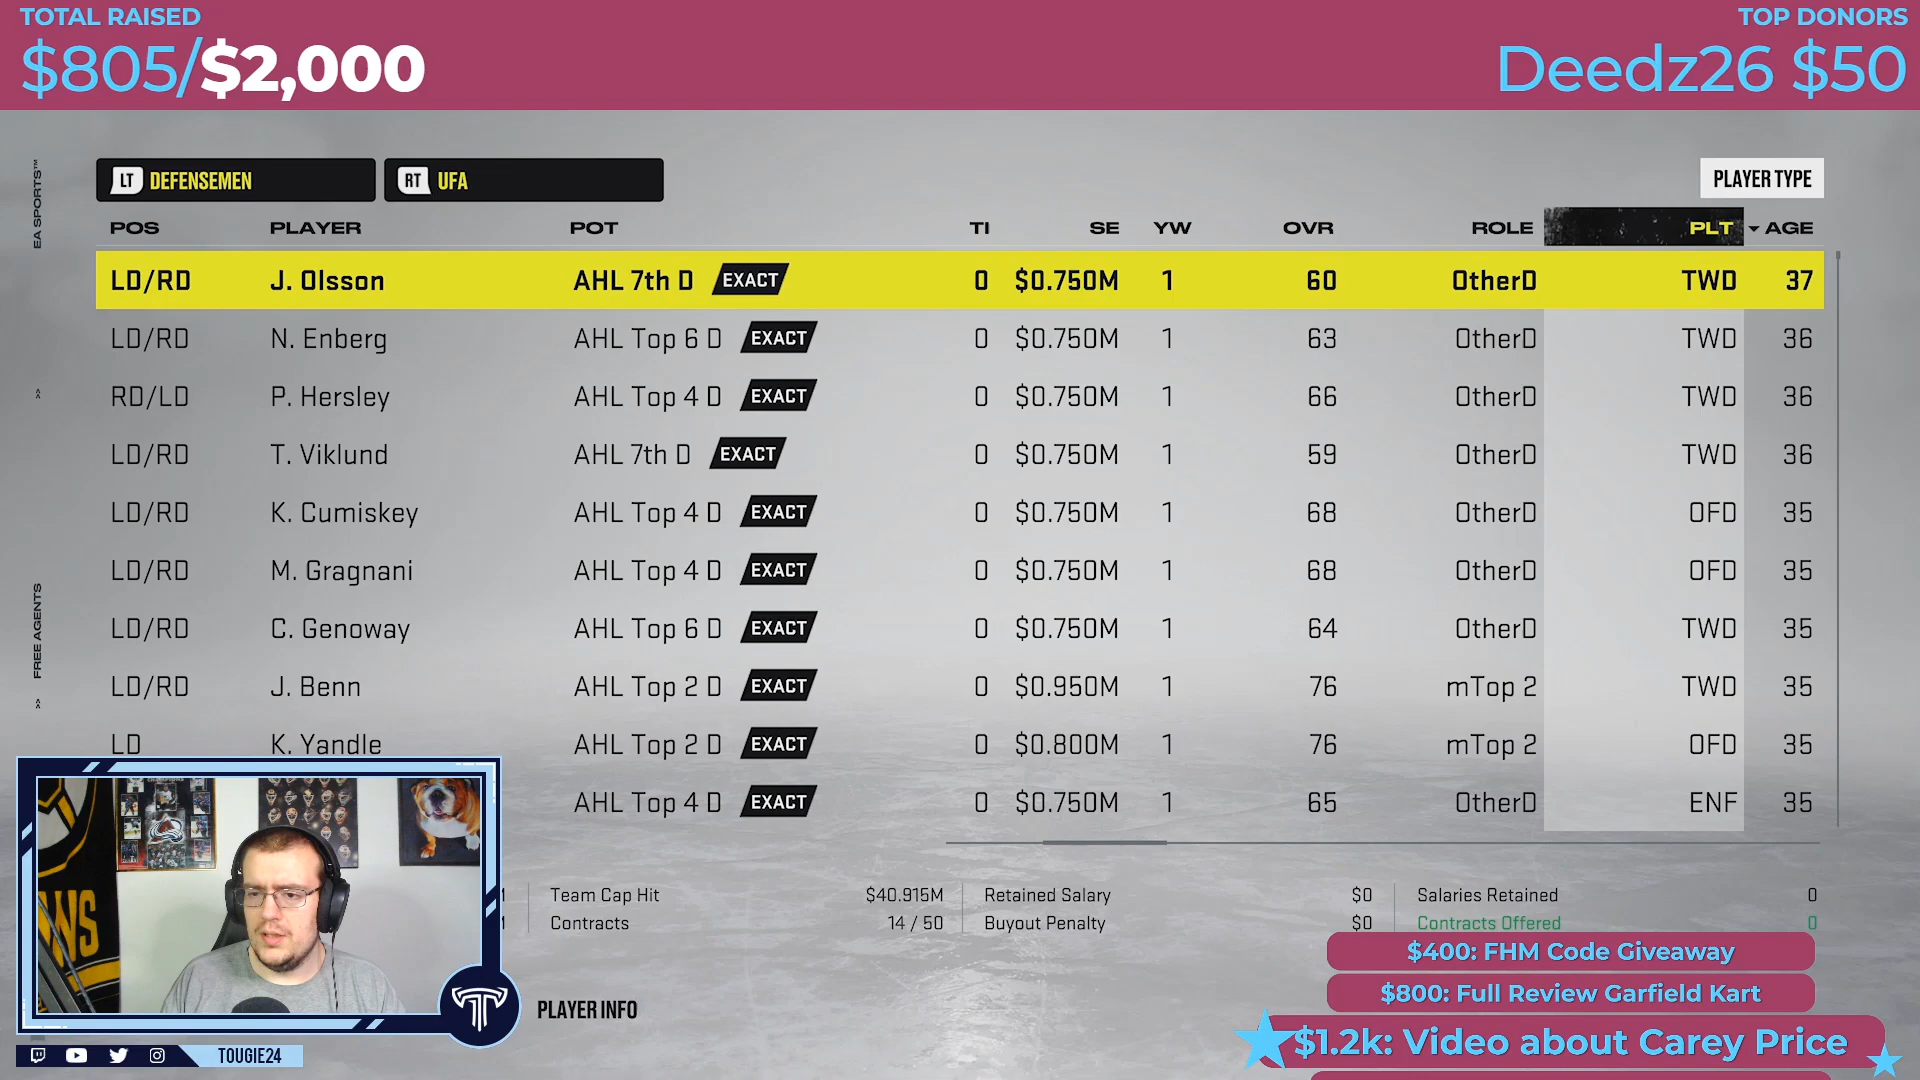 TOTAL RAISED
$805/$2,000
TOP DONORS
Deedz26 $50
EA SPORTS™
FREE AGENTS
LT DEFENSEMEN
RT UFA
PLAYER TYPE
POS PLAYER POT TI SE YW OVR ROLE PLT AGE
LD/RD J. Olsson AHL 7th D EXACT 0 $0.750M 1 60 OtherD TWD 37
LD/RD N. Enberg AHL Top 6 D EXACT 0 $0.750M 1 63 OtherD TWD 36
RD/LD P. Hersley AHL Top 4 D EXACT 0 $0.750M 1 66 OtherD TWD 36
LD/RD T. Viklund AHL 7th D EXACT 0 $0.750M 1 59 OtherD TWD 36
LD/RD K. Cumiskey AHL Top 4 D EXACT 0 $0.750M 1 68 OtherD OFD 35
LD/RD M. Gragnani AHL Top 4 D EXACT 0 $0.750M 1 68 OtherD OFD 35
LD/RD C. Genoway AHL Top 6 D EXACT 0 $0.750M 1 64 OtherD TWD 35
LD/RD J. Benn AHL Top 2 D EXACT 0 $0.950M 1 76 mTop 2 TWD 35
LD K. Yandle AHL Top 2 D EXACT 0 $0.800M 1 76 mTop 2 OFD 35
AHL Top 4 D EXACT 0 $0.750M 1 65 OtherD ENF 35
Team Cap Hit $40.915M Retained Salary $0 Salaries Retained 0
Contracts 14 / 50 Buyout Penalty $0 Contracts Offered 0
PLAYER INFO
TOUGIE24
$400: FHM Code Giveaway
$800: Full Review Garfield Kart
$1.2k: Video about Carey Price